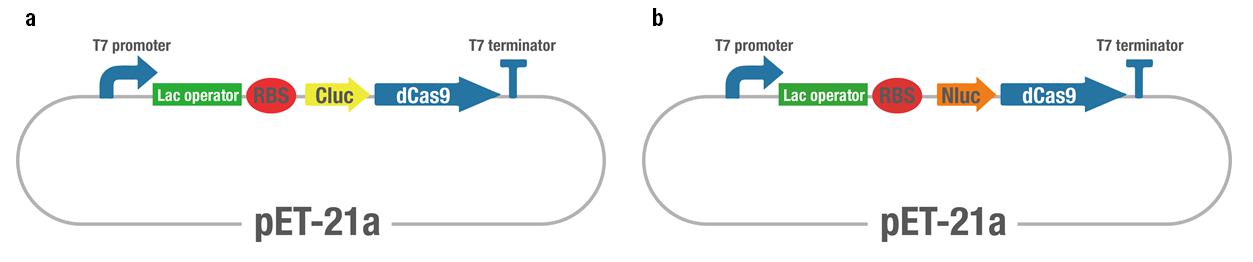 a
T7 promoter
T7 terminator
Lac operator RBS Cluc dCas9
pET-21a
b
T7 promoter
T7 terminator
Lac operator RBS Nluc dCas9
pET-21a